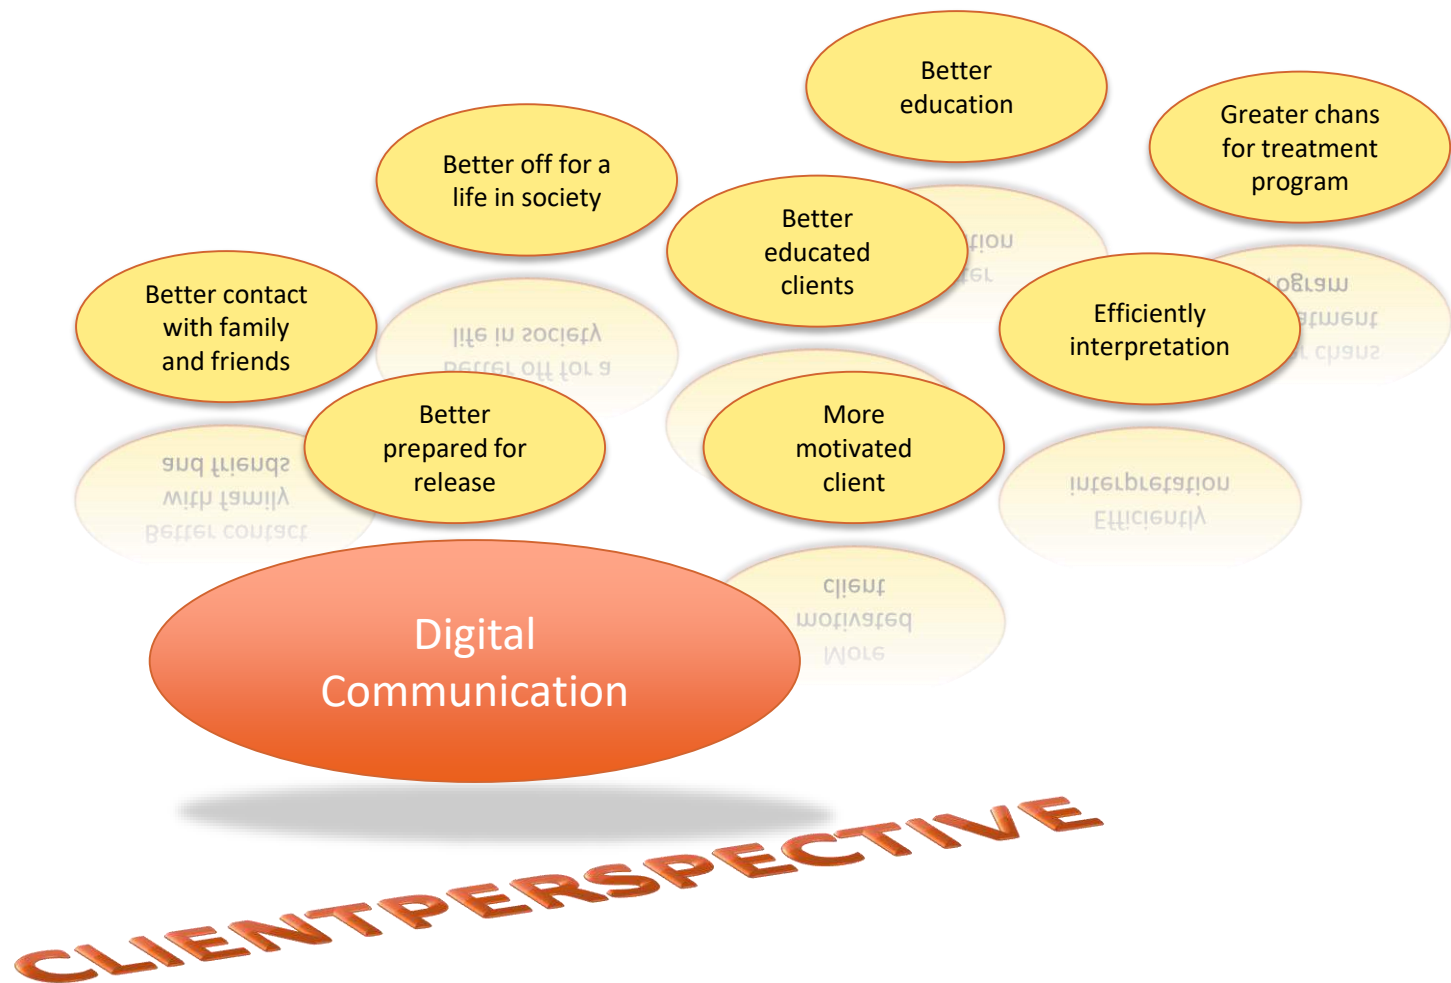 Better
education
Greater chans
for treatment
program
Better off for a
life in society
Better
educated
clients
Better contact
with family
and friends
Efficiently
interpretation
Better
prepared for
release
More
motivated
client
Digital
Communication
CLIENTPERSPECTIVE